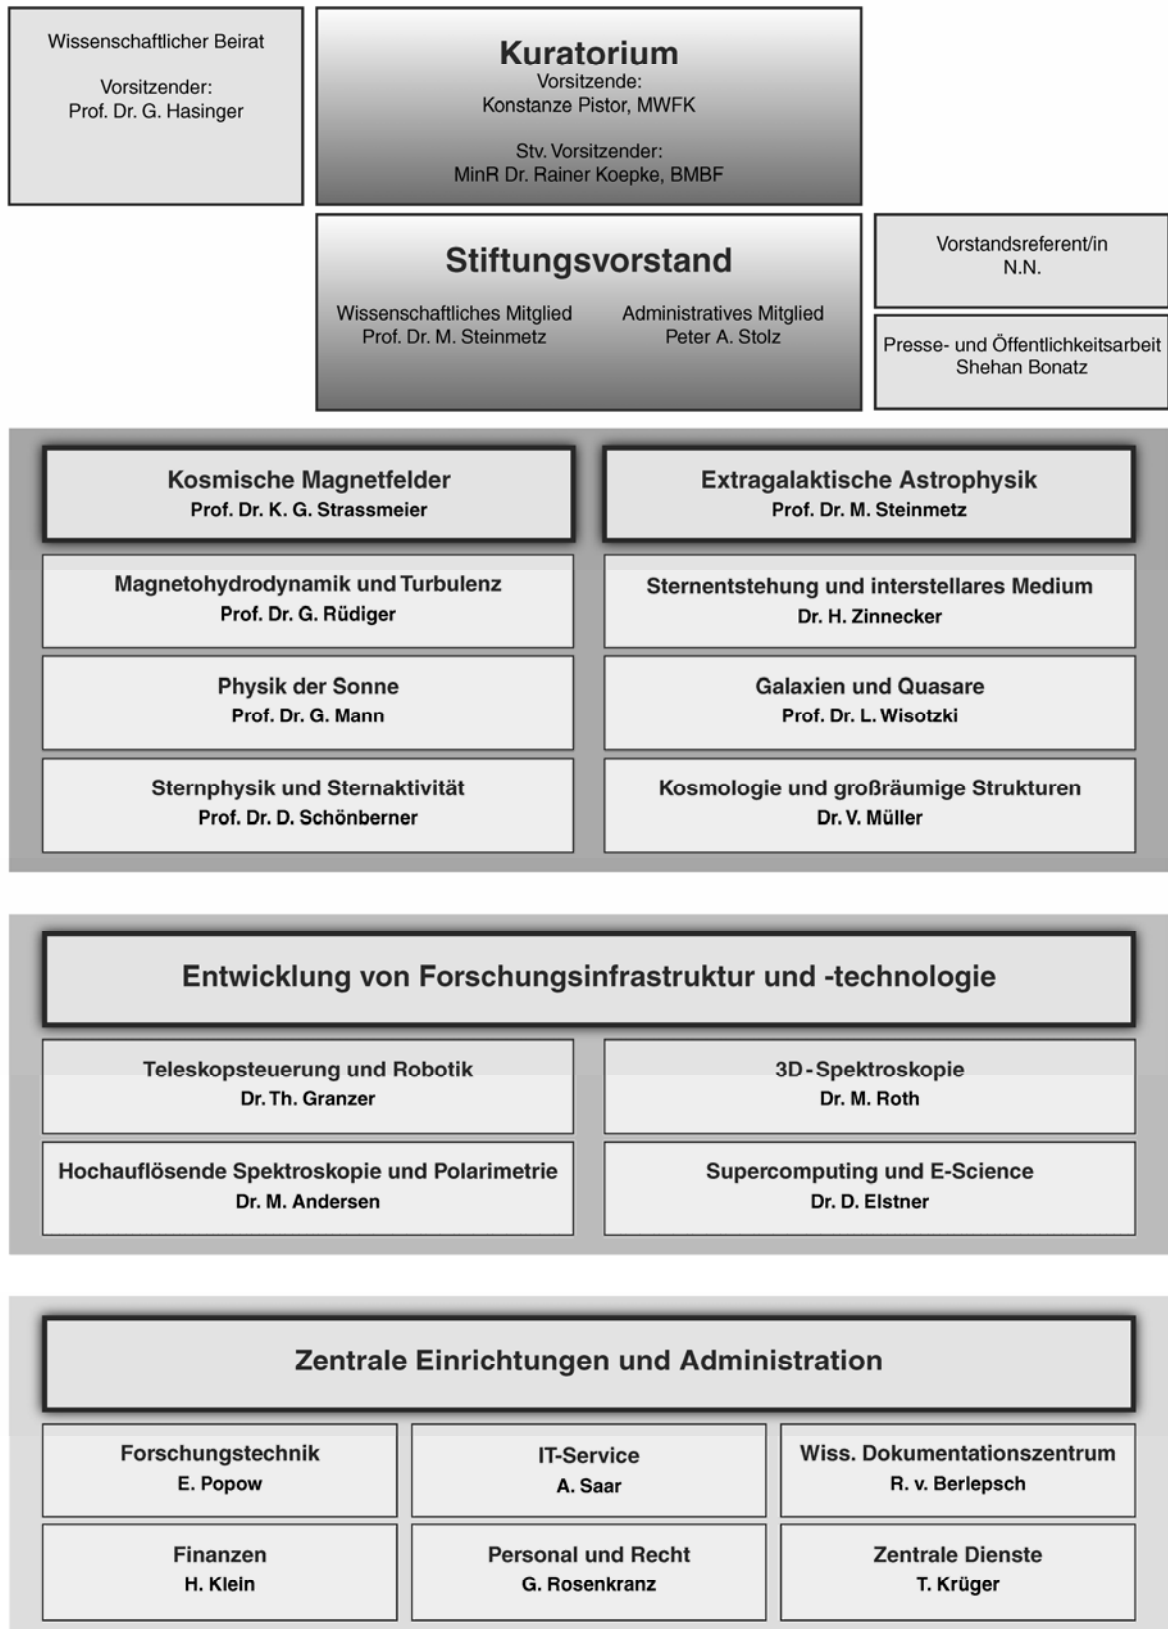 Wissenschaftlicher Beirat
Vorsitzender:
Prof. Dr. G. Hasinger
Kuratorium
Vorsitzende:
Konstanze Pistor, MWFK
Stv. Vorsitzender:
MinR Dr. Rainer Koepke, BMBF
Stiftungsvorstand
Wissenschaftliches Mitglied
Prof. Dr. M. Steinmetz
Administratives Mitglied
Peter A. Stolz
Vorstandsreferent/in
N.N.
Presse- und Öffentlichkeitsarbeit
Shehan Bonatz
Kosmische Magnetfelder
Prof. Dr. K. G. Strassmeier
Extragalaktische Astrophysik
Prof. Dr. M. Steinmetz
Magnetohydrodynamik und Turbulenz
Prof. Dr. G. Rüdiger
Sternentstehung und interstellares Medium
Dr. H. Zinnecker
Physik der Sonne
Prof. Dr. G. Mann
Galaxien und Quasare
Prof. Dr. L. Wisotzki
Sternphysik und Sternaktivität
Prof. Dr. D. Schönberner
Kosmologie und großräumige Strukturen
Dr. V. Müller
Entwicklung von Forschungsinfrastruktur und -technologie
Teleskopsteuerung und Robotik
Dr. Th. Granzer
3D-Spektroskopie
Dr. M. Roth
Hochauflösende Spektroskopie und Polarimetrie
Dr. M. Andersen
Supercomputing und E-Science
Dr. D. Elstner
Zentrale Einrichtungen und Administration
Forschungstechnik
E. Popow
IT-Service
A. Saar
Wiss. Dokumentationszentrum
R. v. Berlepsch
Finanzen
H. Klein
Personal und Recht
G. Rosenkranz
Zentrale Dienste
T. Krüger